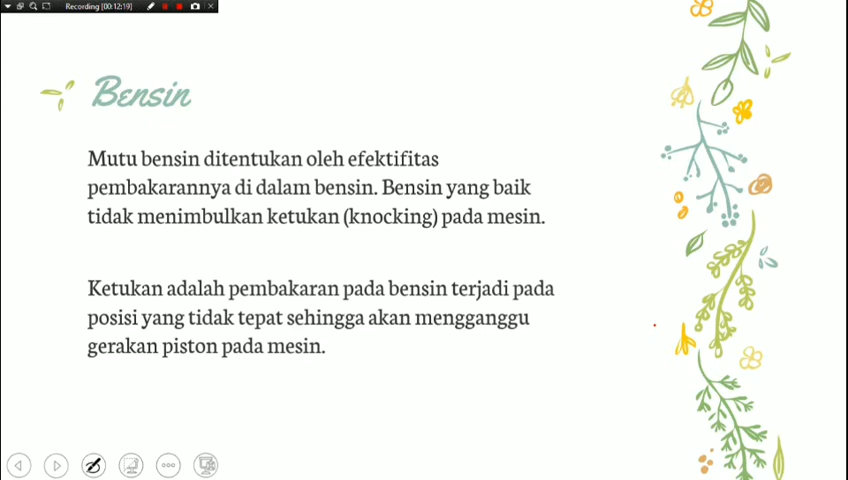 Recording [00:12:19]
Bensin
Mutu bensin ditentukan oleh efektifitas
pembakarannya di dalam bensin. Bensin yang baik
tidak menimbulkan ketukan (knocking) pada mesin.
Ketukan adalah pembakaran pada bensin terjadi pada
posisi yang tidak tepat sehingga akan mengganggu
gerakan piston pada mesin.